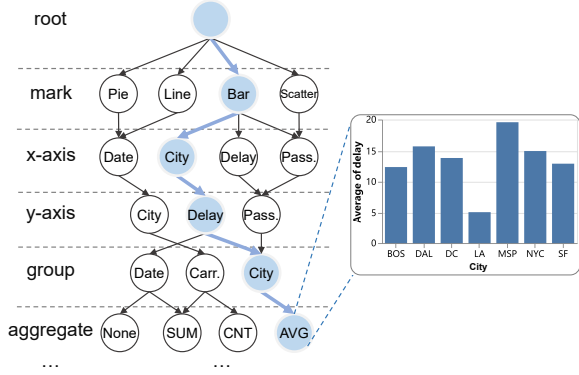 root
mark
Pie
Line
Bar
Scatter
x-axis
Date
City
Delay
Pass.
y-axis
City
Delay
Pass.
group
Date
Carr.
City
aggregate
None
SUM
CNT
AVG
...
...
Average of delay
20
15
10
5
0
BOS DAL DC LA MSP NYC SF
City